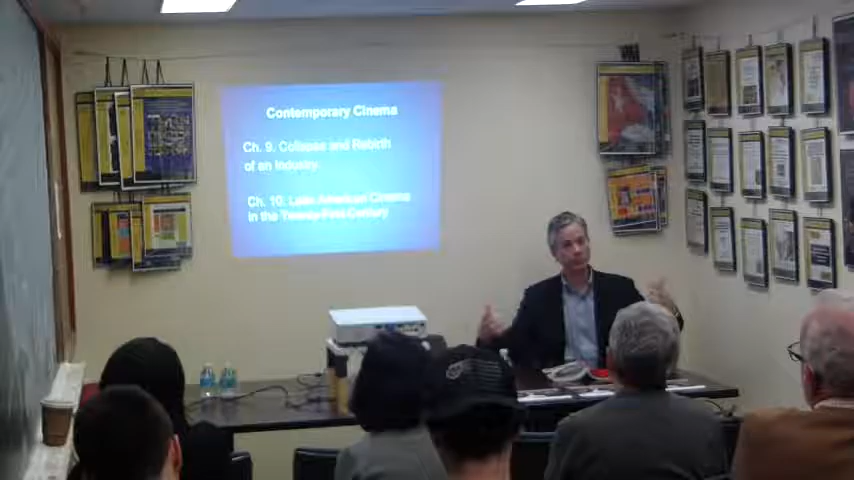 Contemporary Cinema
Ch. 9. Collapse and Rebirth
of an Industry.
Ch. 10. Latin American Cinema
in the Twenty-First Century